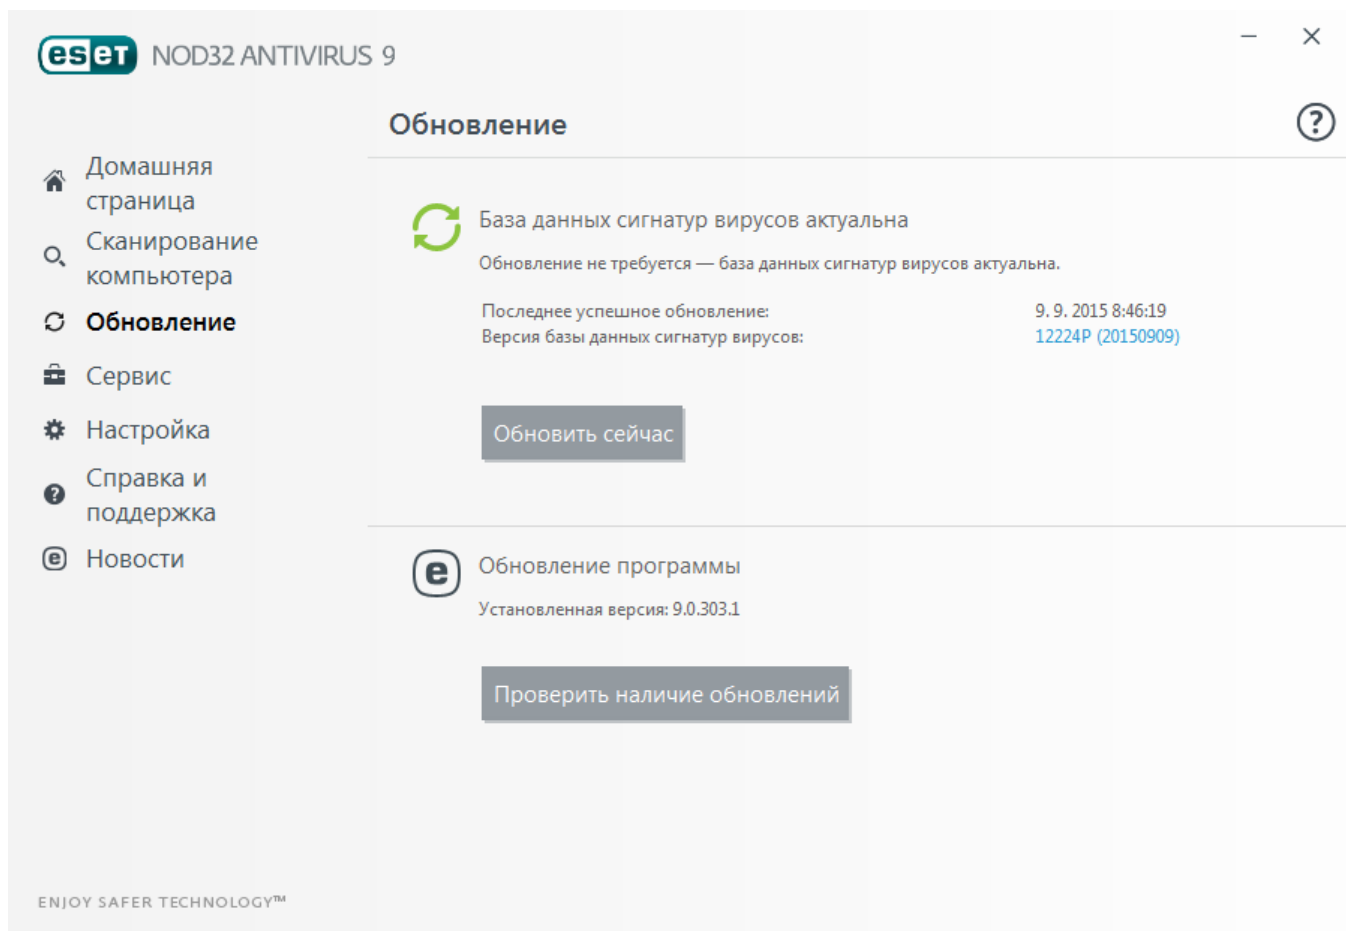 eset NOD32 ANTIVIRUS 9
Обновление
Домашняя
страница
Сканирование
компьютера
Обновление
Сервис
Настройка
Справка и
поддержка
Новости
База данных сигнатур вирусов актуальна
Обновление не требуется — база данных сигнатур вирусов актуальна.
Последнее успешное обновление: 9. 9. 2015 8:46:19
Версия базы данных сигнатур вирусов: 12224P (20150909)
Обновить сейчас
e Обновление программы
Установленная версия: 9.0.303.1
Проверить наличие обновлений
ENJOY SAFER TECHNOLOGY™